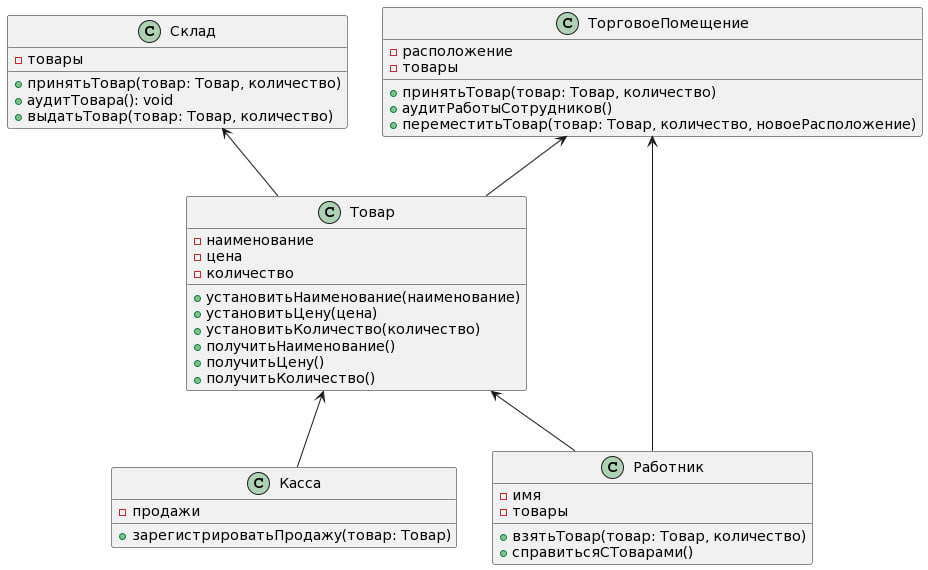 C Склад
товары
принятьТовар(товар: Товар, количество)
аудитТовара(): void
выдатьТовар(товар: Товар, количество)
C ТорговоеПомещение
расположение
товары
принятьТовар(товар: Товар, количество)
аудитРаботыСотрудников()
переместитьТовар(товар: Товар, количество, новоеРасположение)
C Товар
наименование
цена
количество
установитьНаименование(наименование)
установитьЦену(цена)
установитьКоличество(количество)
получитьНаименование()
получитьЦену()
получитьКоличество()
C Касса
продажи
зарегистрироватьПродажу(товар: Товар)
C Работник
имя
товары
взятьТовар(товар: Товар, количество)
справитьсяСТоварами()